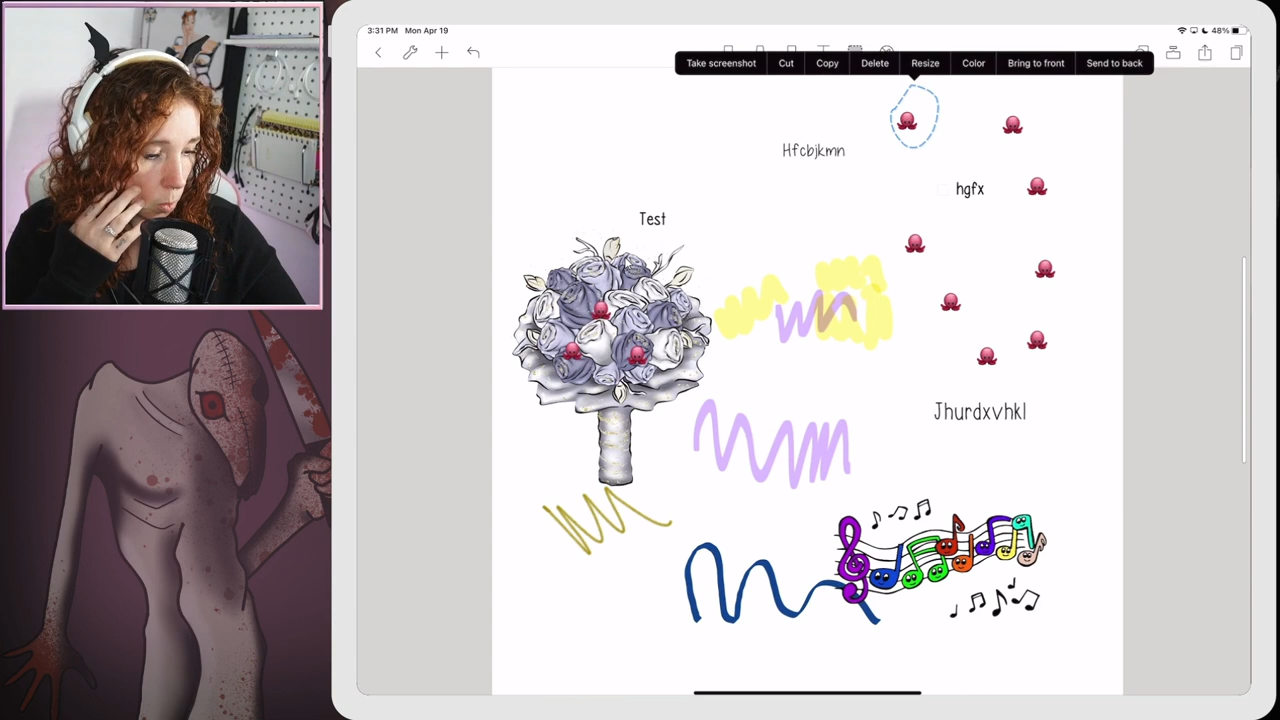 3:31 PM Mon Apr 19
48%
Take screenshot Cut Copy Delete Resize Color Bring to front Send to back
Hfcbjkmn
hgfx
Test
Jhurdxvhkl